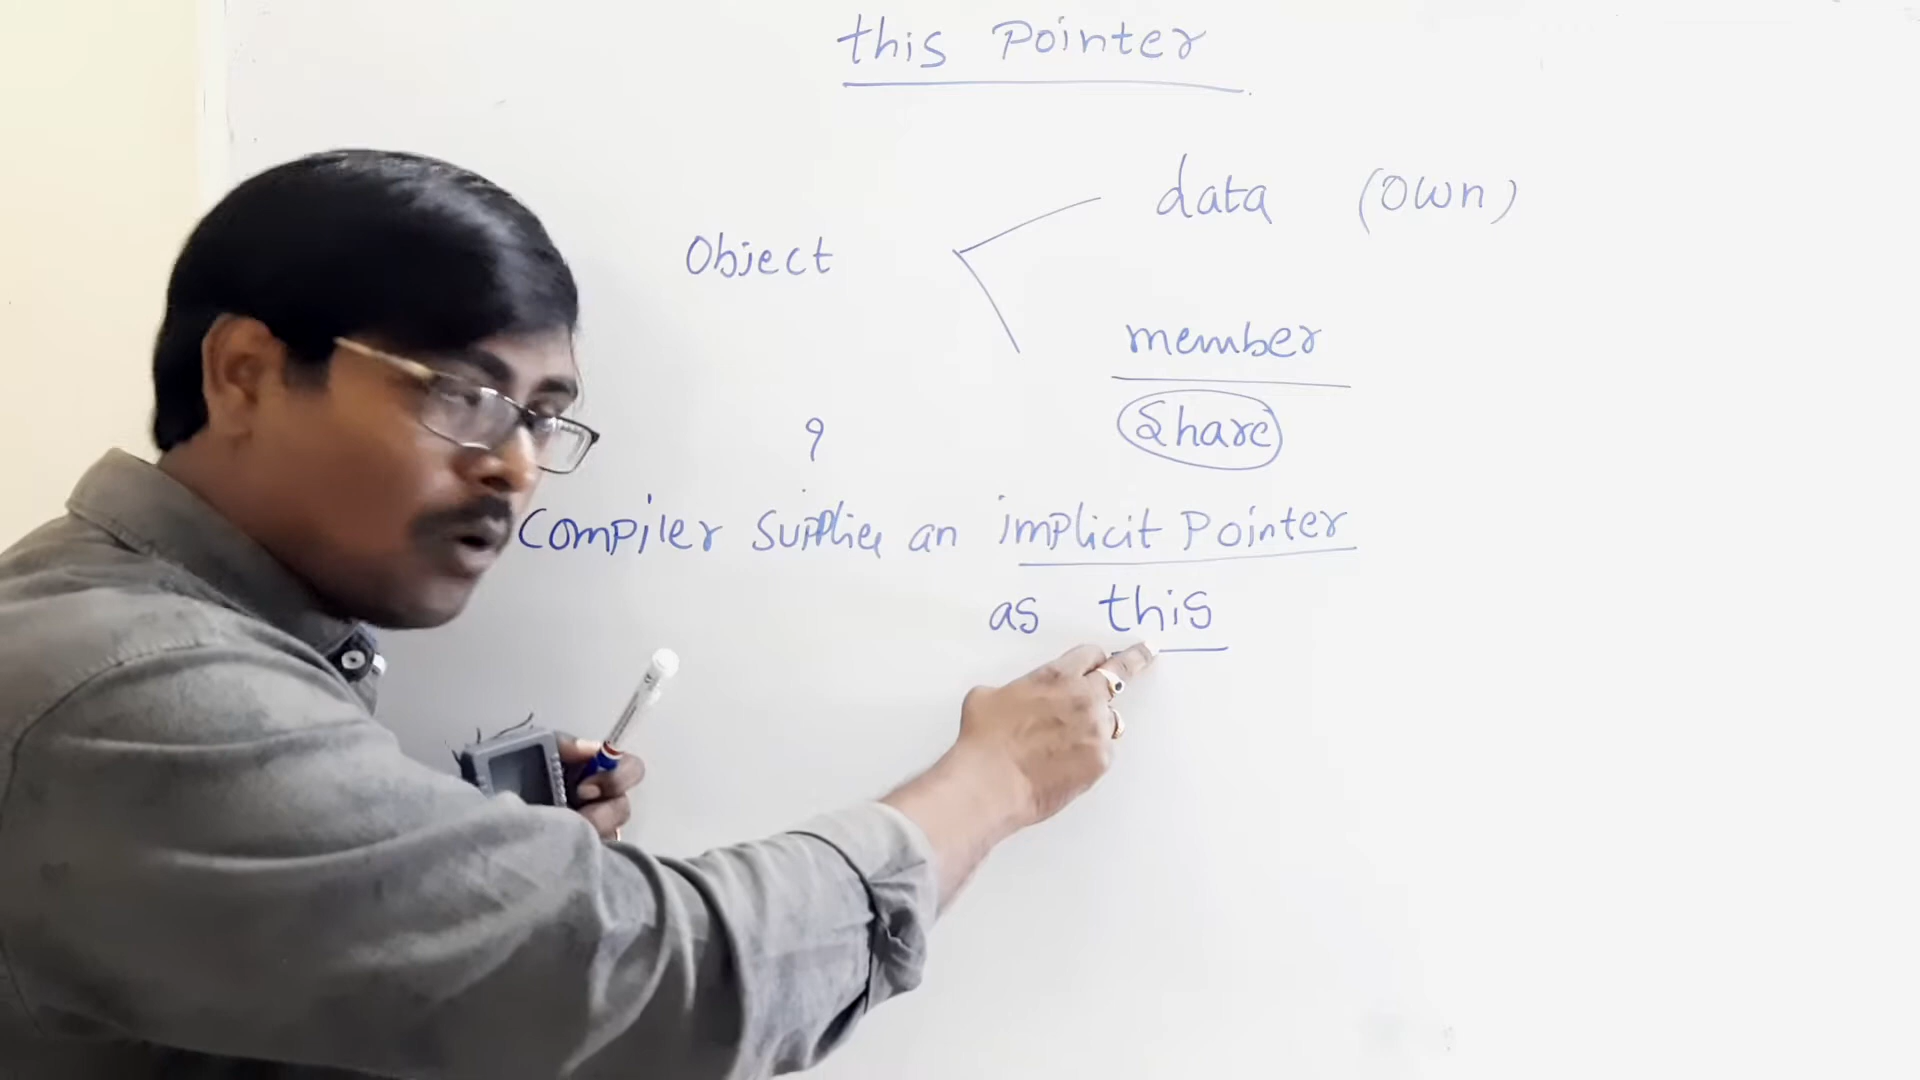 this Pointer
data (own)
Object
member
Share
?
Compiler supplies an implicit Pointer
as this